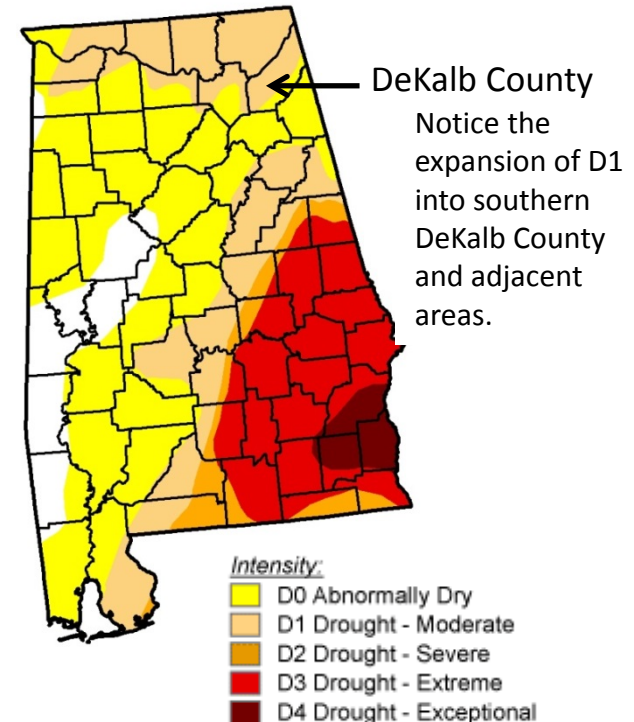 DeKalb County
Notice the
expansion of D1
into southern
DeKalb County
and adjacent
areas.
Intensity:
D0 Abnormally Dry
D1 Drought - Moderate
D2 Drought - Severe
D3 Drought - Extreme
D4 Drought - Exceptional